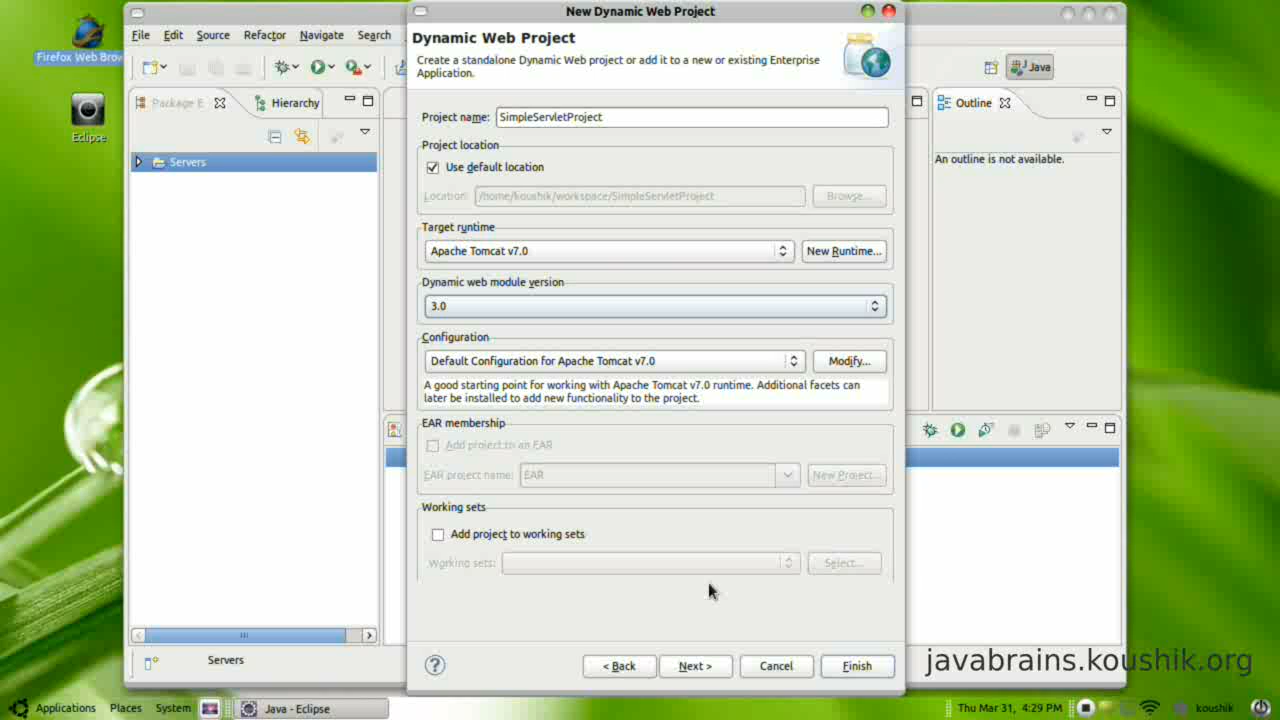 New Dynamic Web Project
File Edit Source Refactor Navigate Search
Firefox Web Brow
Eclipse
Java
Package E
Hierarchy
Servers
Outline
An outline is not available.
Dynamic Web Project
Create a standalone Dynamic Web project or add it to a new or existing Enterprise
Application.
Project name: SimpleServletProject
Project location
Use default location
Location: /home/koushik/workspace/SimpleServletProject Browse...
Target runtime
Apache Tomcat v7.0 New Runtime...
Dynamic web module version
3.0
Configuration
Default Configuration for Apache Tomcat v7.0 Modify...
A good starting point for working with Apache Tomcat v7.0 runtime. Additional facets can
later be installed to add new functionality to the project.
EAR membership
Add project to an EAR
EAR project name: EAR New Project...
Working sets
Add project to working sets
Working sets: Select...
< Back Next > Cancel Finish
Servers
javabrains.koushik.org
Applications Places System Java - Eclipse Thu Mar 31, 4:29 PM koushik